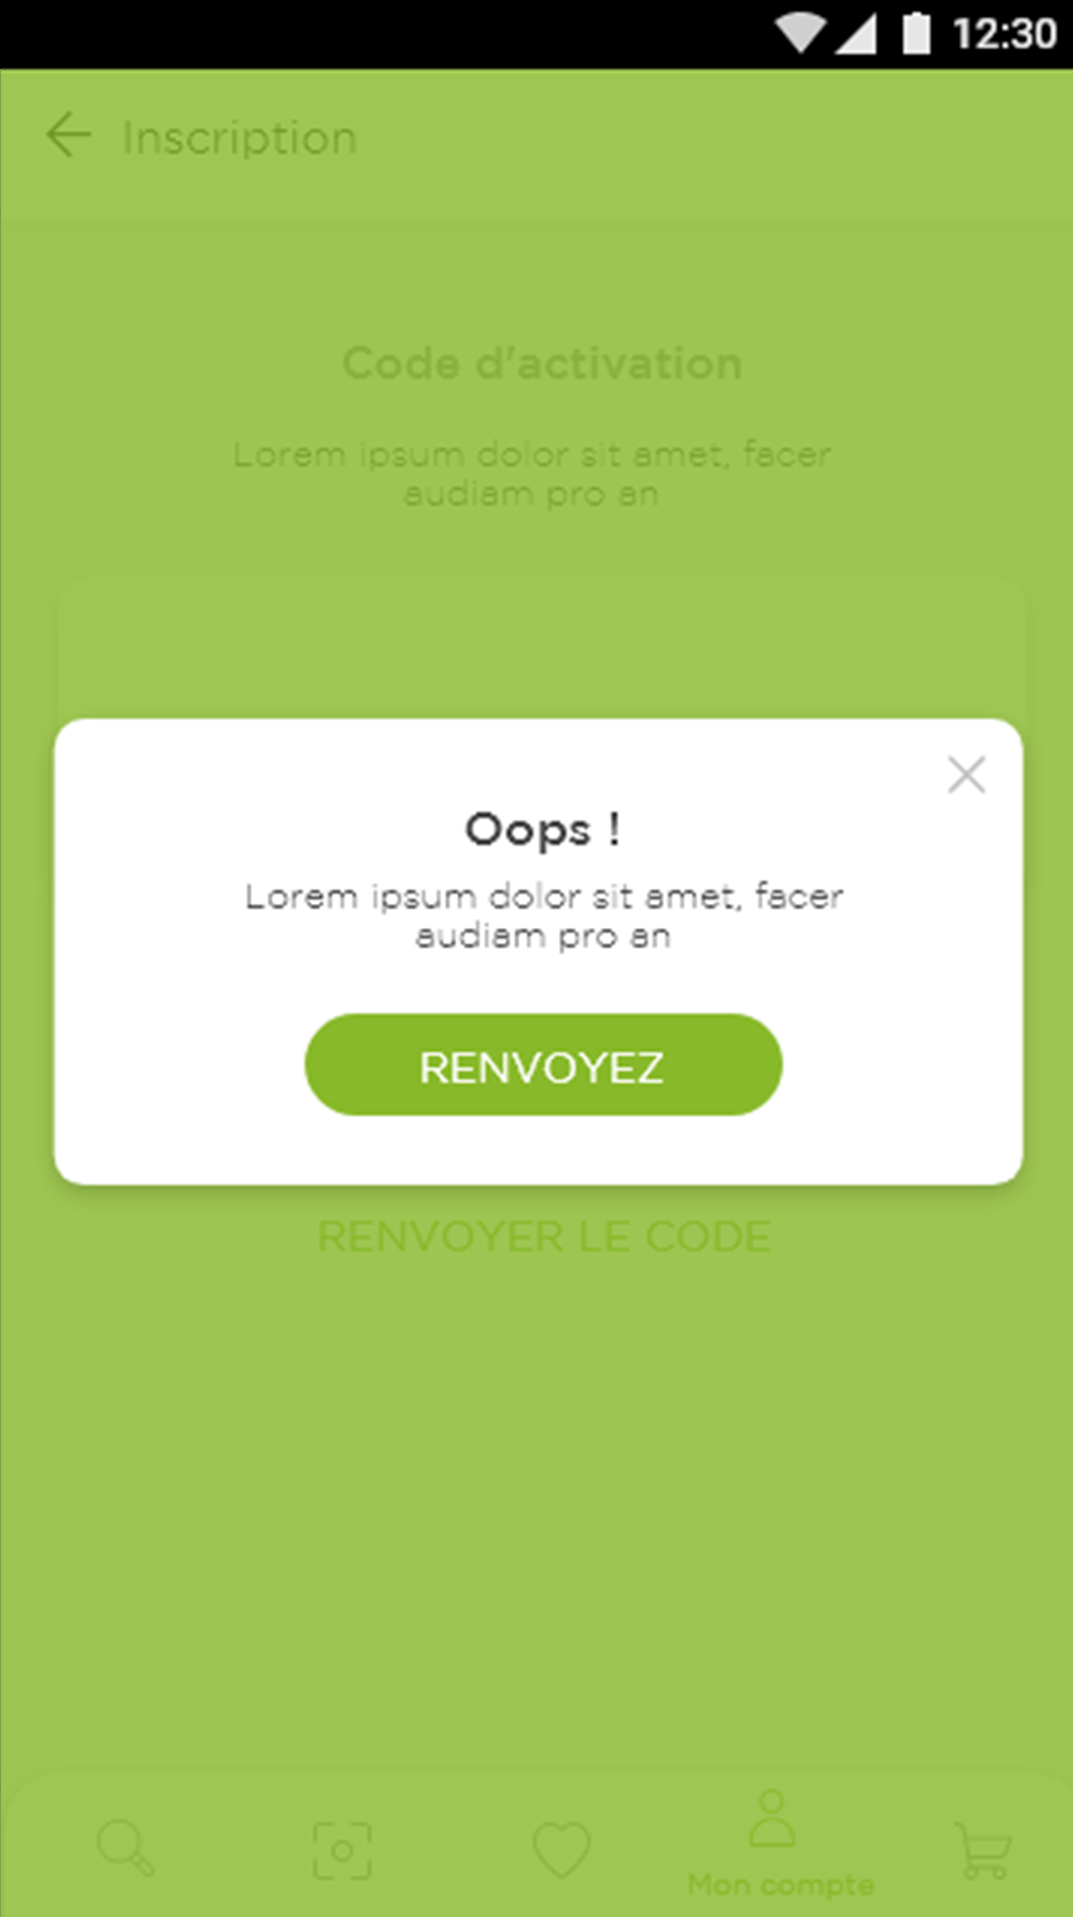 12:30
Inscription
Code d'activation
Lorem ipsum dolor sit amet, facer
audiam pro an
Oops !
Lorem ipsum dolor sit amet, facer
audiam pro an
RENVOYEZ
RENVOYER LE CODE
Mon compte